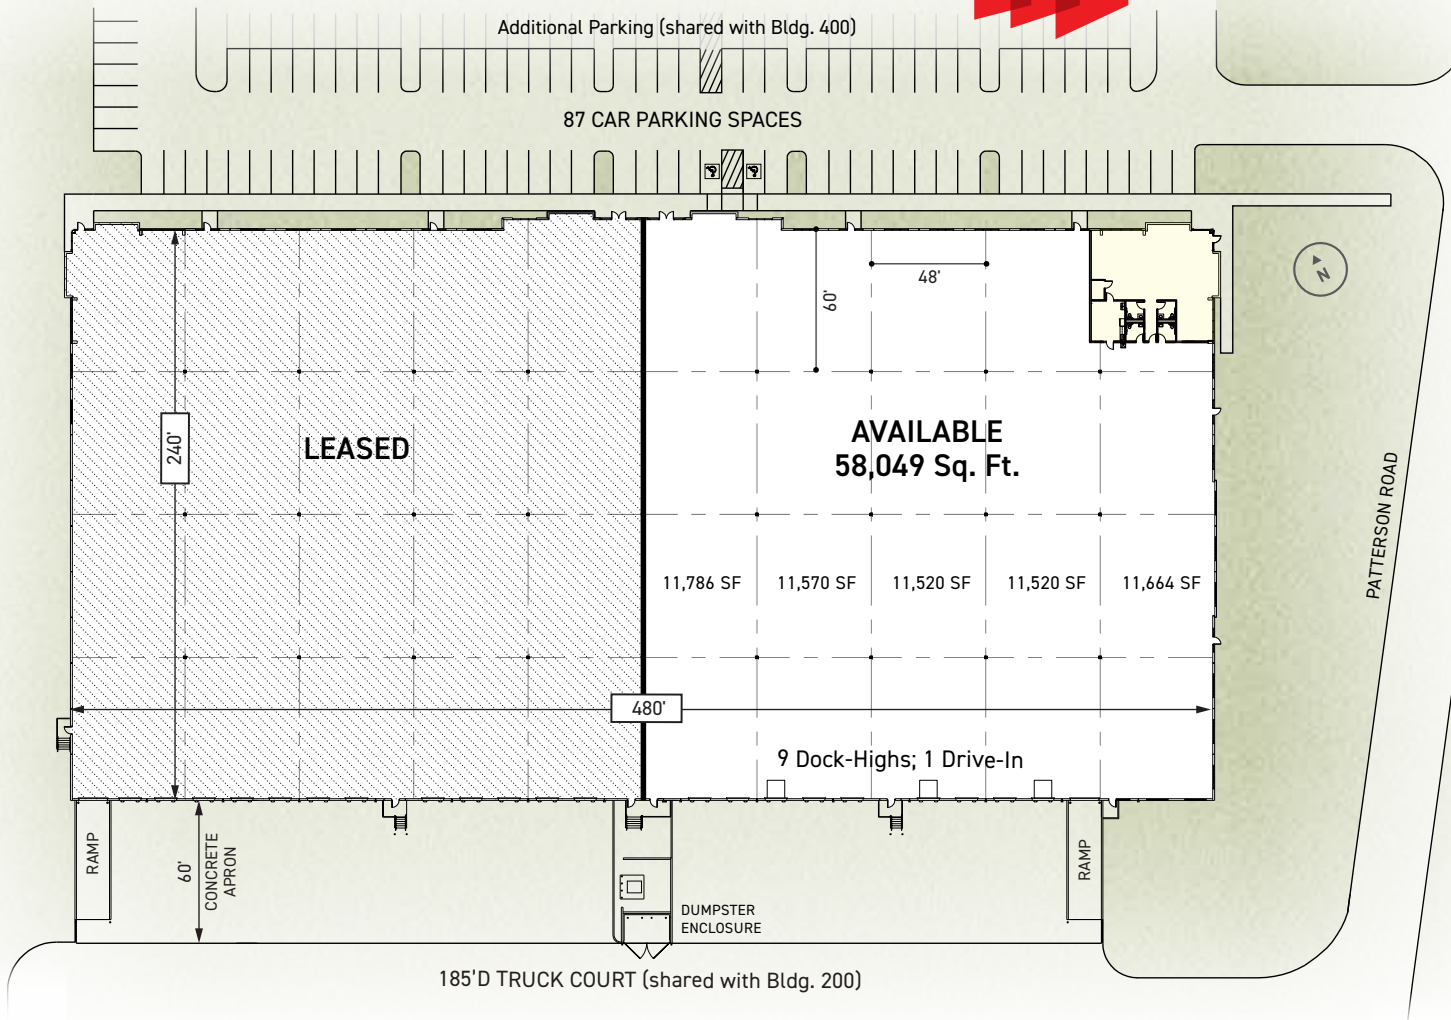 Additional Parking (shared with Bldg. 400)
87 CAR PARKING SPACES
48'
60'
N
240'
LEASED
AVAILABLE
58,049 Sq. Ft.
PATTERSON ROAD
11,786 SF
11,570 SF
11,520 SF
11,520 SF
11,664 SF
480'
9 Dock-Highs; 1 Drive-In
RAMP
60'
CONCRETE
APRON
RAMP
DUMPSTER
ENCLOSURE
185'D TRUCK COURT (shared with Bldg. 200)